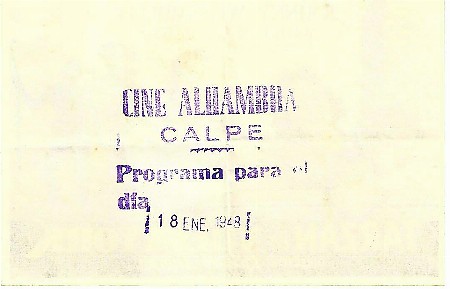 CINE ALHAMBRA
CALPE
Programa para el
día
18 ENE. 1948